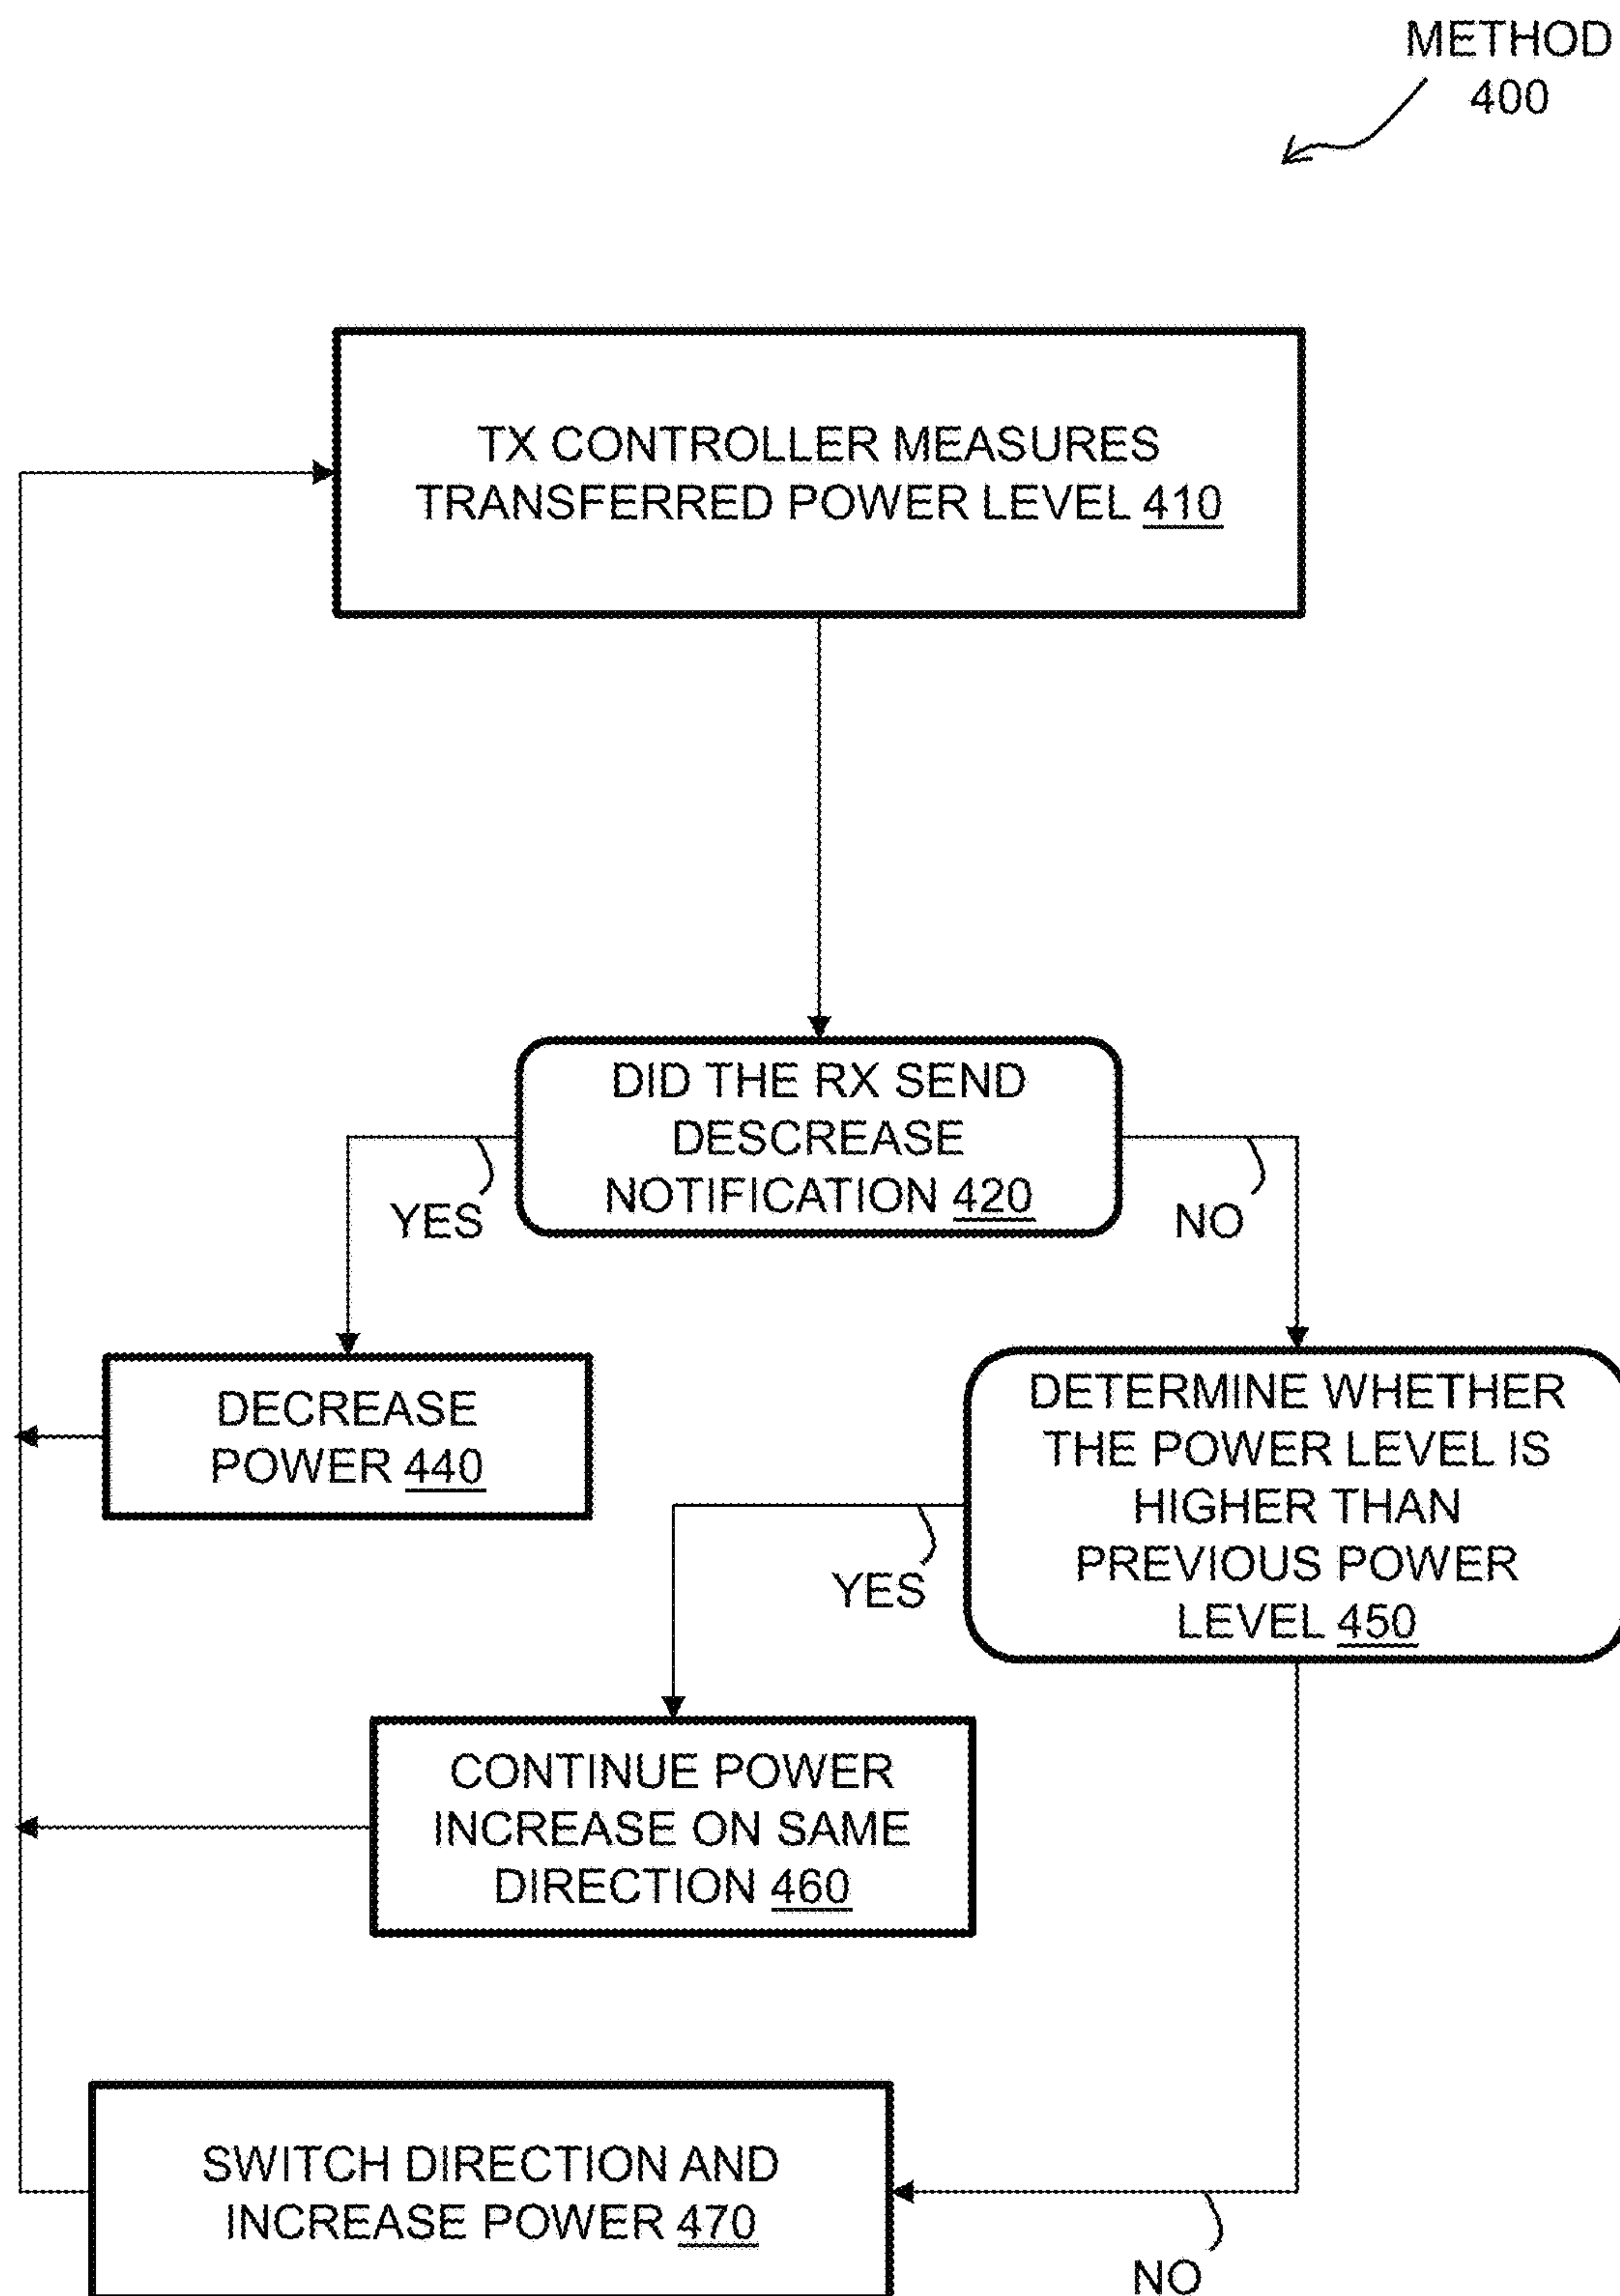 METHOD
400
TX CONTROLLER MEASURES
TRANSFERRED POWER LEVEL 410
DID THE RX SEND
DESCREASE
NOTIFICATION 420
YES
NO
DECREASE
POWER 440
DETERMINE WHETHER
THE POWER LEVEL IS
HIGHER THAN
PREVIOUS POWER
LEVEL 450
YES
CONTINUE POWER
INCREASE ON SAME
DIRECTION 460
SWITCH DIRECTION AND
INCREASE POWER 470
NO